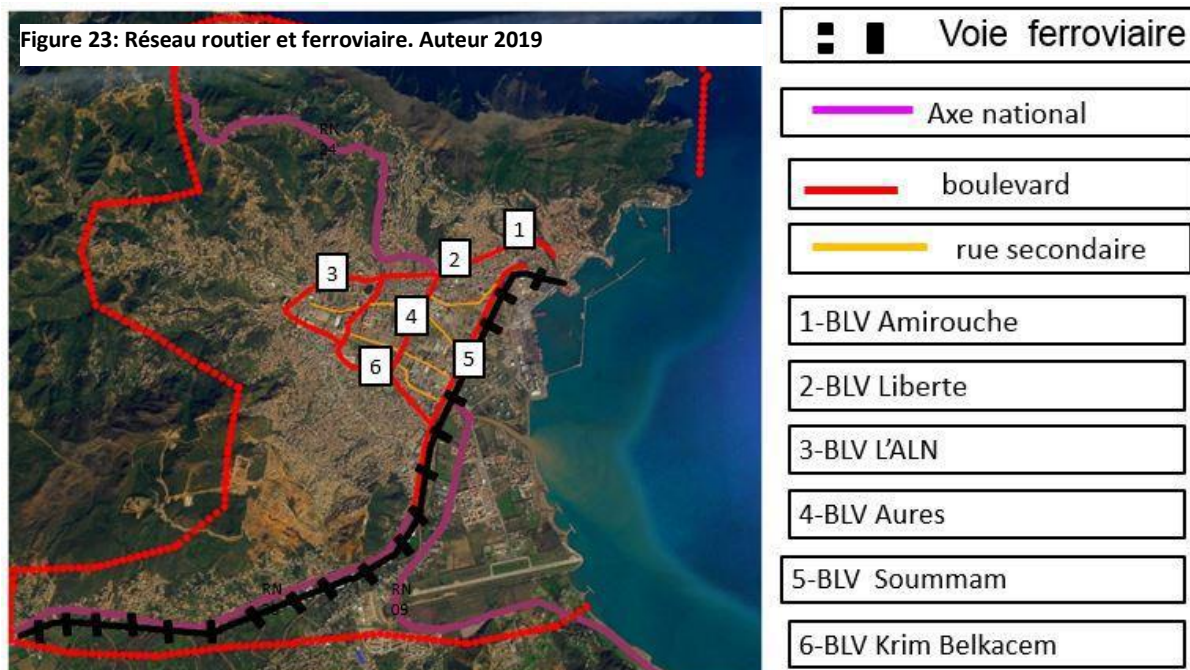 Figure 23: Réseau routier et ferroviaire. Auteur 2019
Voie ferroviaire
Axe national
boulevard
rue secondaire
1-BLV Amirouche
2-BLV Liberte
3-BLV L'ALN
4-BLV Aures
5-BLV Soummam
6-BLV Krim Belkacem
RN
1
2
3
4
5
6
RN
RN
09